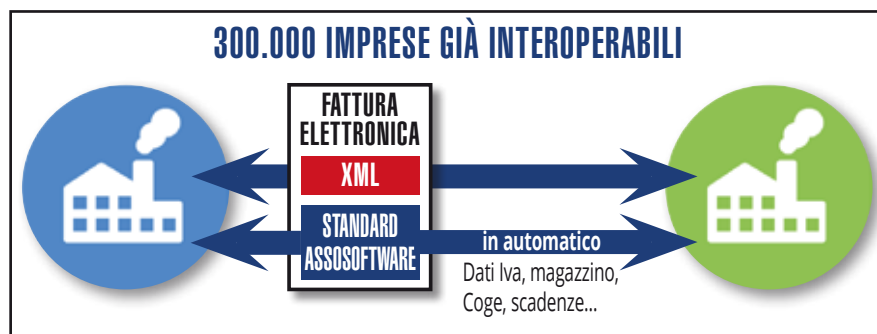 300.000 IMPRESE GIÀ INTEROPERABILI
FATTURA
ELETTRONICA
XML
STANDARD
ASSOSOFTWARE
in automatico
Dati Iva, magazzino,
Coge, scadenze...